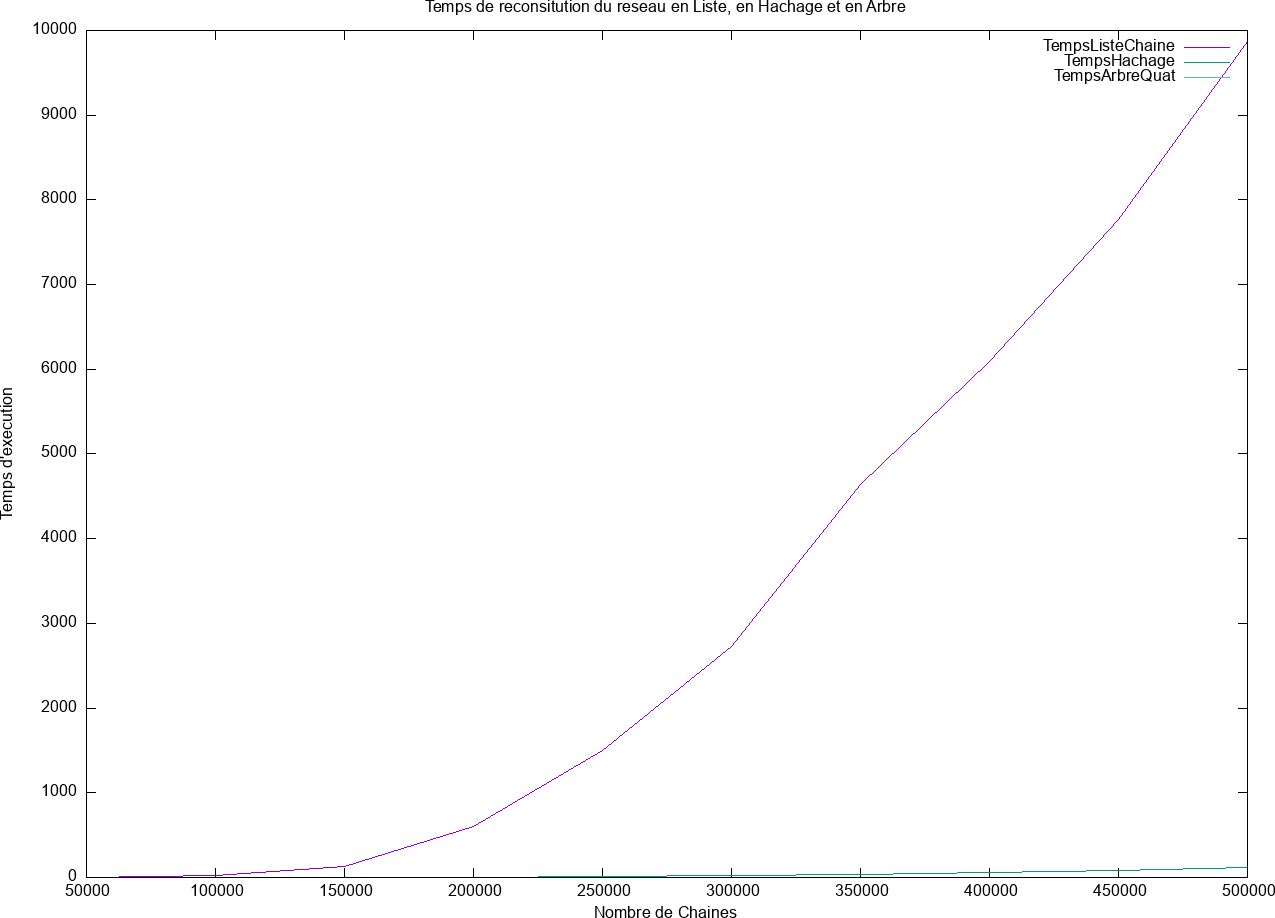 Temps de reconsitution du reseau en Liste, en Hachage et en Arbre
10000
9000
8000
7000
6000
5000
4000
3000
2000
1000
0
Temps d'execution
TempsListeChaine
TempsHachage
TempsArbreQuat
50000 100000 150000 200000 250000 300000 350000 400000 450000 500000
Nombre de Chaines